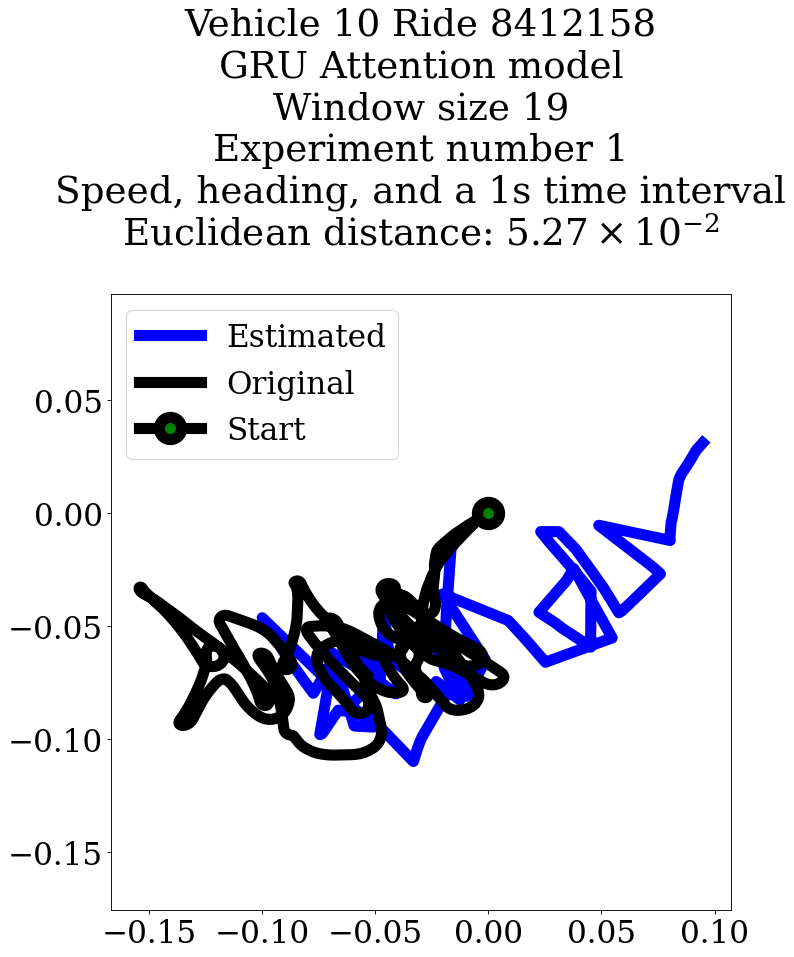 Vehicle 10 Ride 8412158
GRU Attention model
Window size 19
Experiment number 1
Speed, heading, and a 1s time interval
Euclidean distance: 5.27 × 10⁻²
Estimated
Original
Start
0.05
0.00
−0.05
−0.10
−0.15
−0.15 −0.10 −0.05 0.00 0.05 0.10